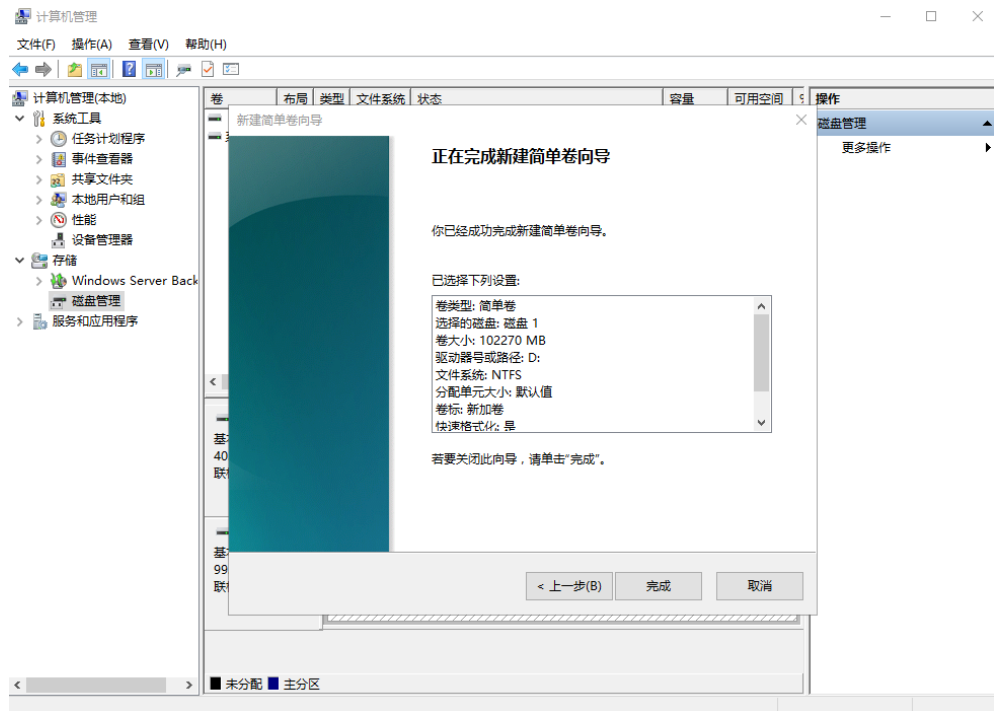 计算机管理
文件(F) 操作(A) 查看(V) 帮助(H)
计算机管理(本地)
系统工具
任务计划程序
事件查看器
共享文件夹
本地用户和组
性能
设备管理器
存储
Windows Server Back
磁盘管理
服务和应用程序
卷 布局 类型 文件系统 状态 容量 可用空间
基
40
联
基
99
联
未分配 主分区
新建简单卷向导
正在完成新建简单卷向导
你已经成功完成新建简单卷向导。
已选择下列设置:
卷类型: 简单卷
选择的磁盘: 磁盘 1
卷大小: 102270 MB
驱动器号或路径: D:
文件系统: NTFS
分配单元大小: 默认值
卷标: 新加卷
快速格式化: 是
若要关闭此向导，请单击“完成”。
< 上一步(B) 完成 取消
操作
磁盘管理
更多操作